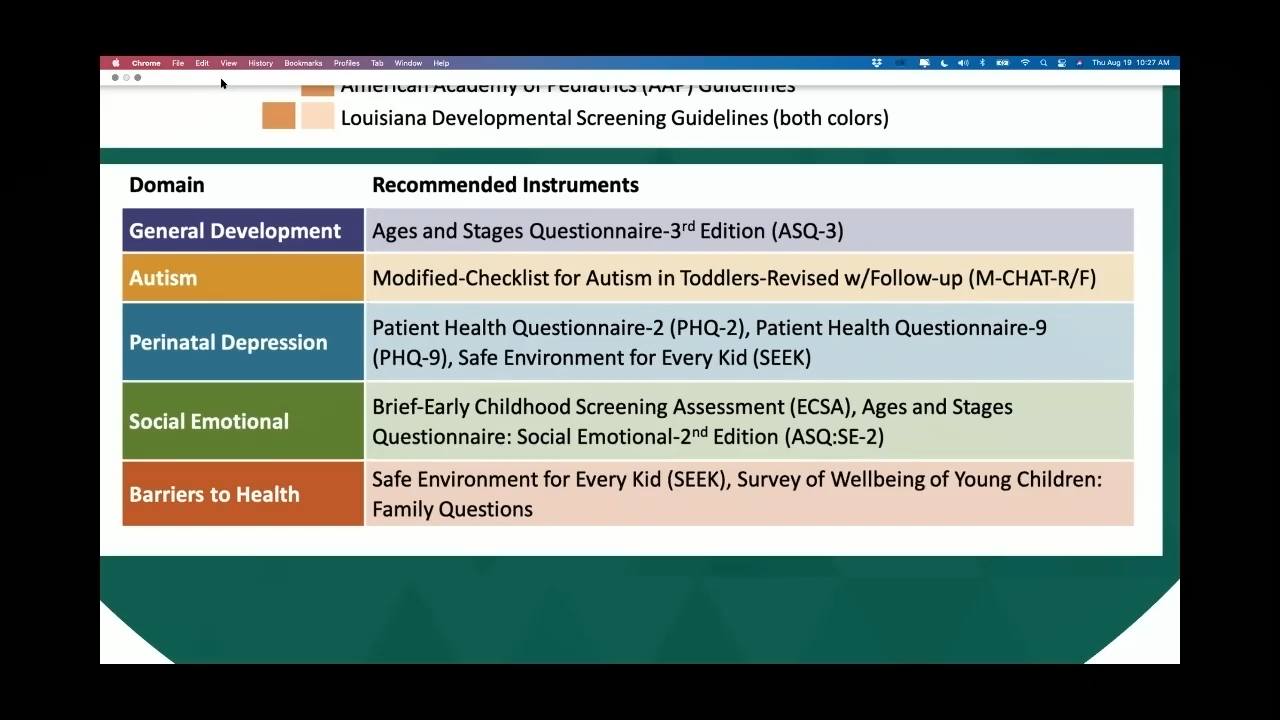 Chrome File Edit View History Bookmarks Profiles Tab Window Help Thu Aug 19 10:27 AM
American Academy of Pediatrics (AAP) Guidelines
Louisiana Developmental Screening Guidelines (both colors)
Domain Recommended Instruments
General Development Ages and Stages Questionnaire-3rd Edition (ASQ-3)
Autism Modified-Checklist for Autism in Toddlers-Revised w/Follow-up (M-CHAT-R/F)
Perinatal Depression Patient Health Questionnaire-2 (PHQ-2), Patient Health Questionnaire-9
(PHQ-9), Safe Environment for Every Kid (SEEK)
Social Emotional Brief-Early Childhood Screening Assessment (ECSA), Ages and Stages
Questionnaire: Social Emotional-2nd Edition (ASQ:SE-2)
Barriers to Health Safe Environment for Every Kid (SEEK), Survey of Wellbeing of Young Children:
Family Questions